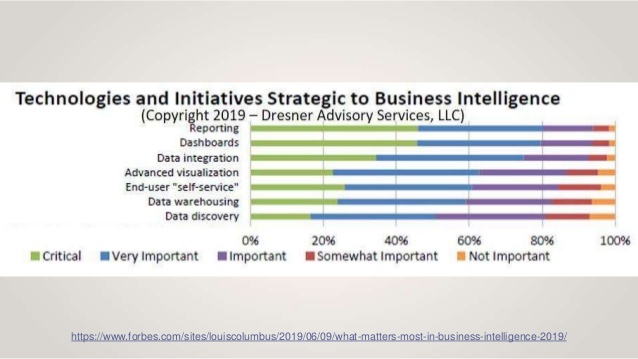 Technologies and Initiatives Strategic to Business Intelligence
(Copyright 2019 – Dresner Advisory Services, LLC)
Reporting
Dashboards
Data integration
Advanced visualization
End-user "self-service"
Data warehousing
Data discovery
0% 20% 40% 60% 80% 100%
Critical Very Important Important Somewhat Important Not Important
https://www.forbes.com/sites/louiscolumbus/2019/06/09/what-matters-most-in-business-intelligence-2019/